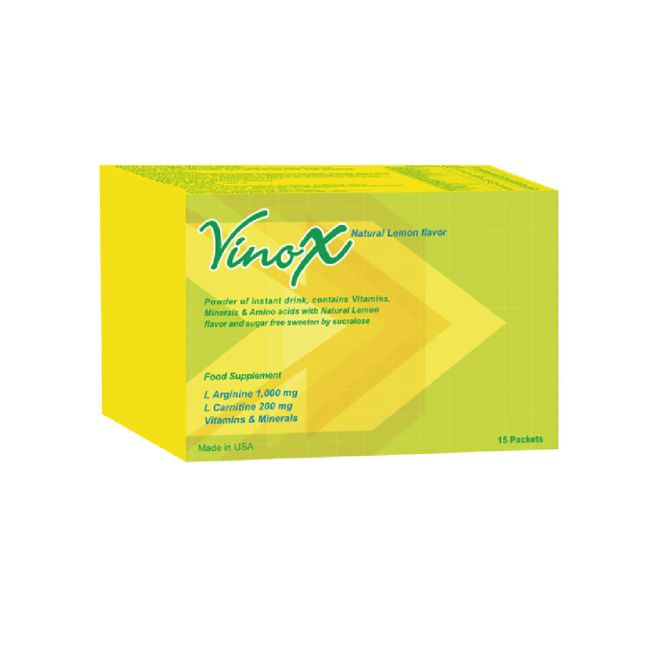 VinoX
Natural Lemon flavor
Powder of instant drink, contains Vitamins,
Minerals & Amino acids with Natural Lemon
flavor and sugar free sweeten by sucralose
Food Supplement
L Arginine 1,000 mg
L Carnitine 200 mg
Vitamins & Minerals
Made in USA
15 Packets